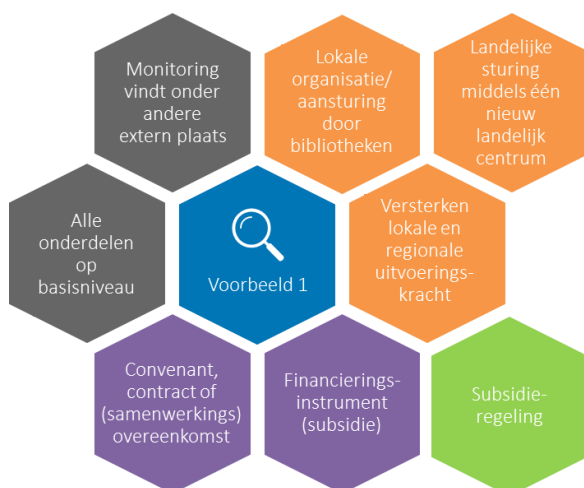 Monitoring
vindt onder
andere
extern plaats
Lokale
organisatie/
aansturing
door
bibliotheken
Landelijke
sturing
middels één
nieuw
landelijk
centrum
Alle
onderdelen
op
basisniveau
Voorbeeld 1
Versterken
lokale en
regionale
uitvoerings-
kracht
Convenant,
contract of
(samenwerkings)
overeenkomst
Financierings-
instrument
(subsidie)
Subsidie-
regeling